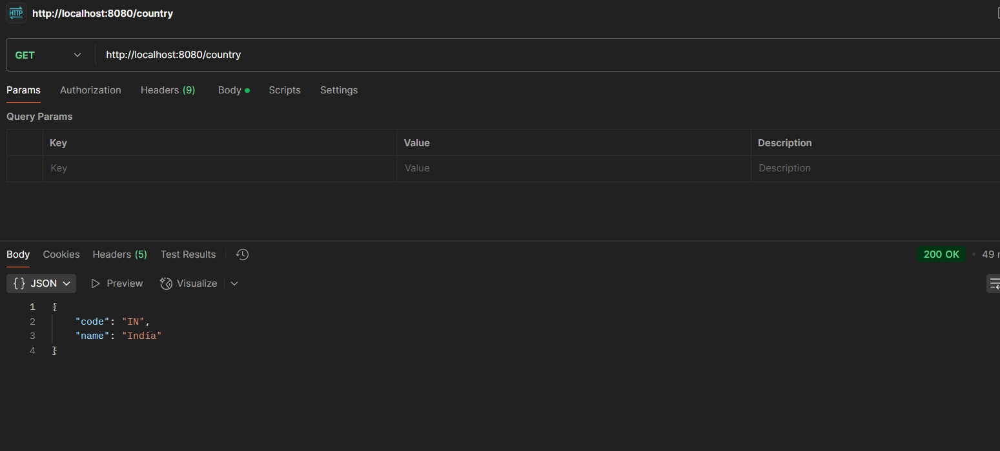 HTTP http://localhost:8080/country
GET http://localhost:8080/country
Params Authorization Headers (9) Body Scripts Settings
Query Params
Key Value Description
Key Value Description
Body Cookies Headers (5) Test Results 200 OK • 49
{} JSON Preview Visualize
1 {
2 "code": "IN",
3 "name": "India"
4 }